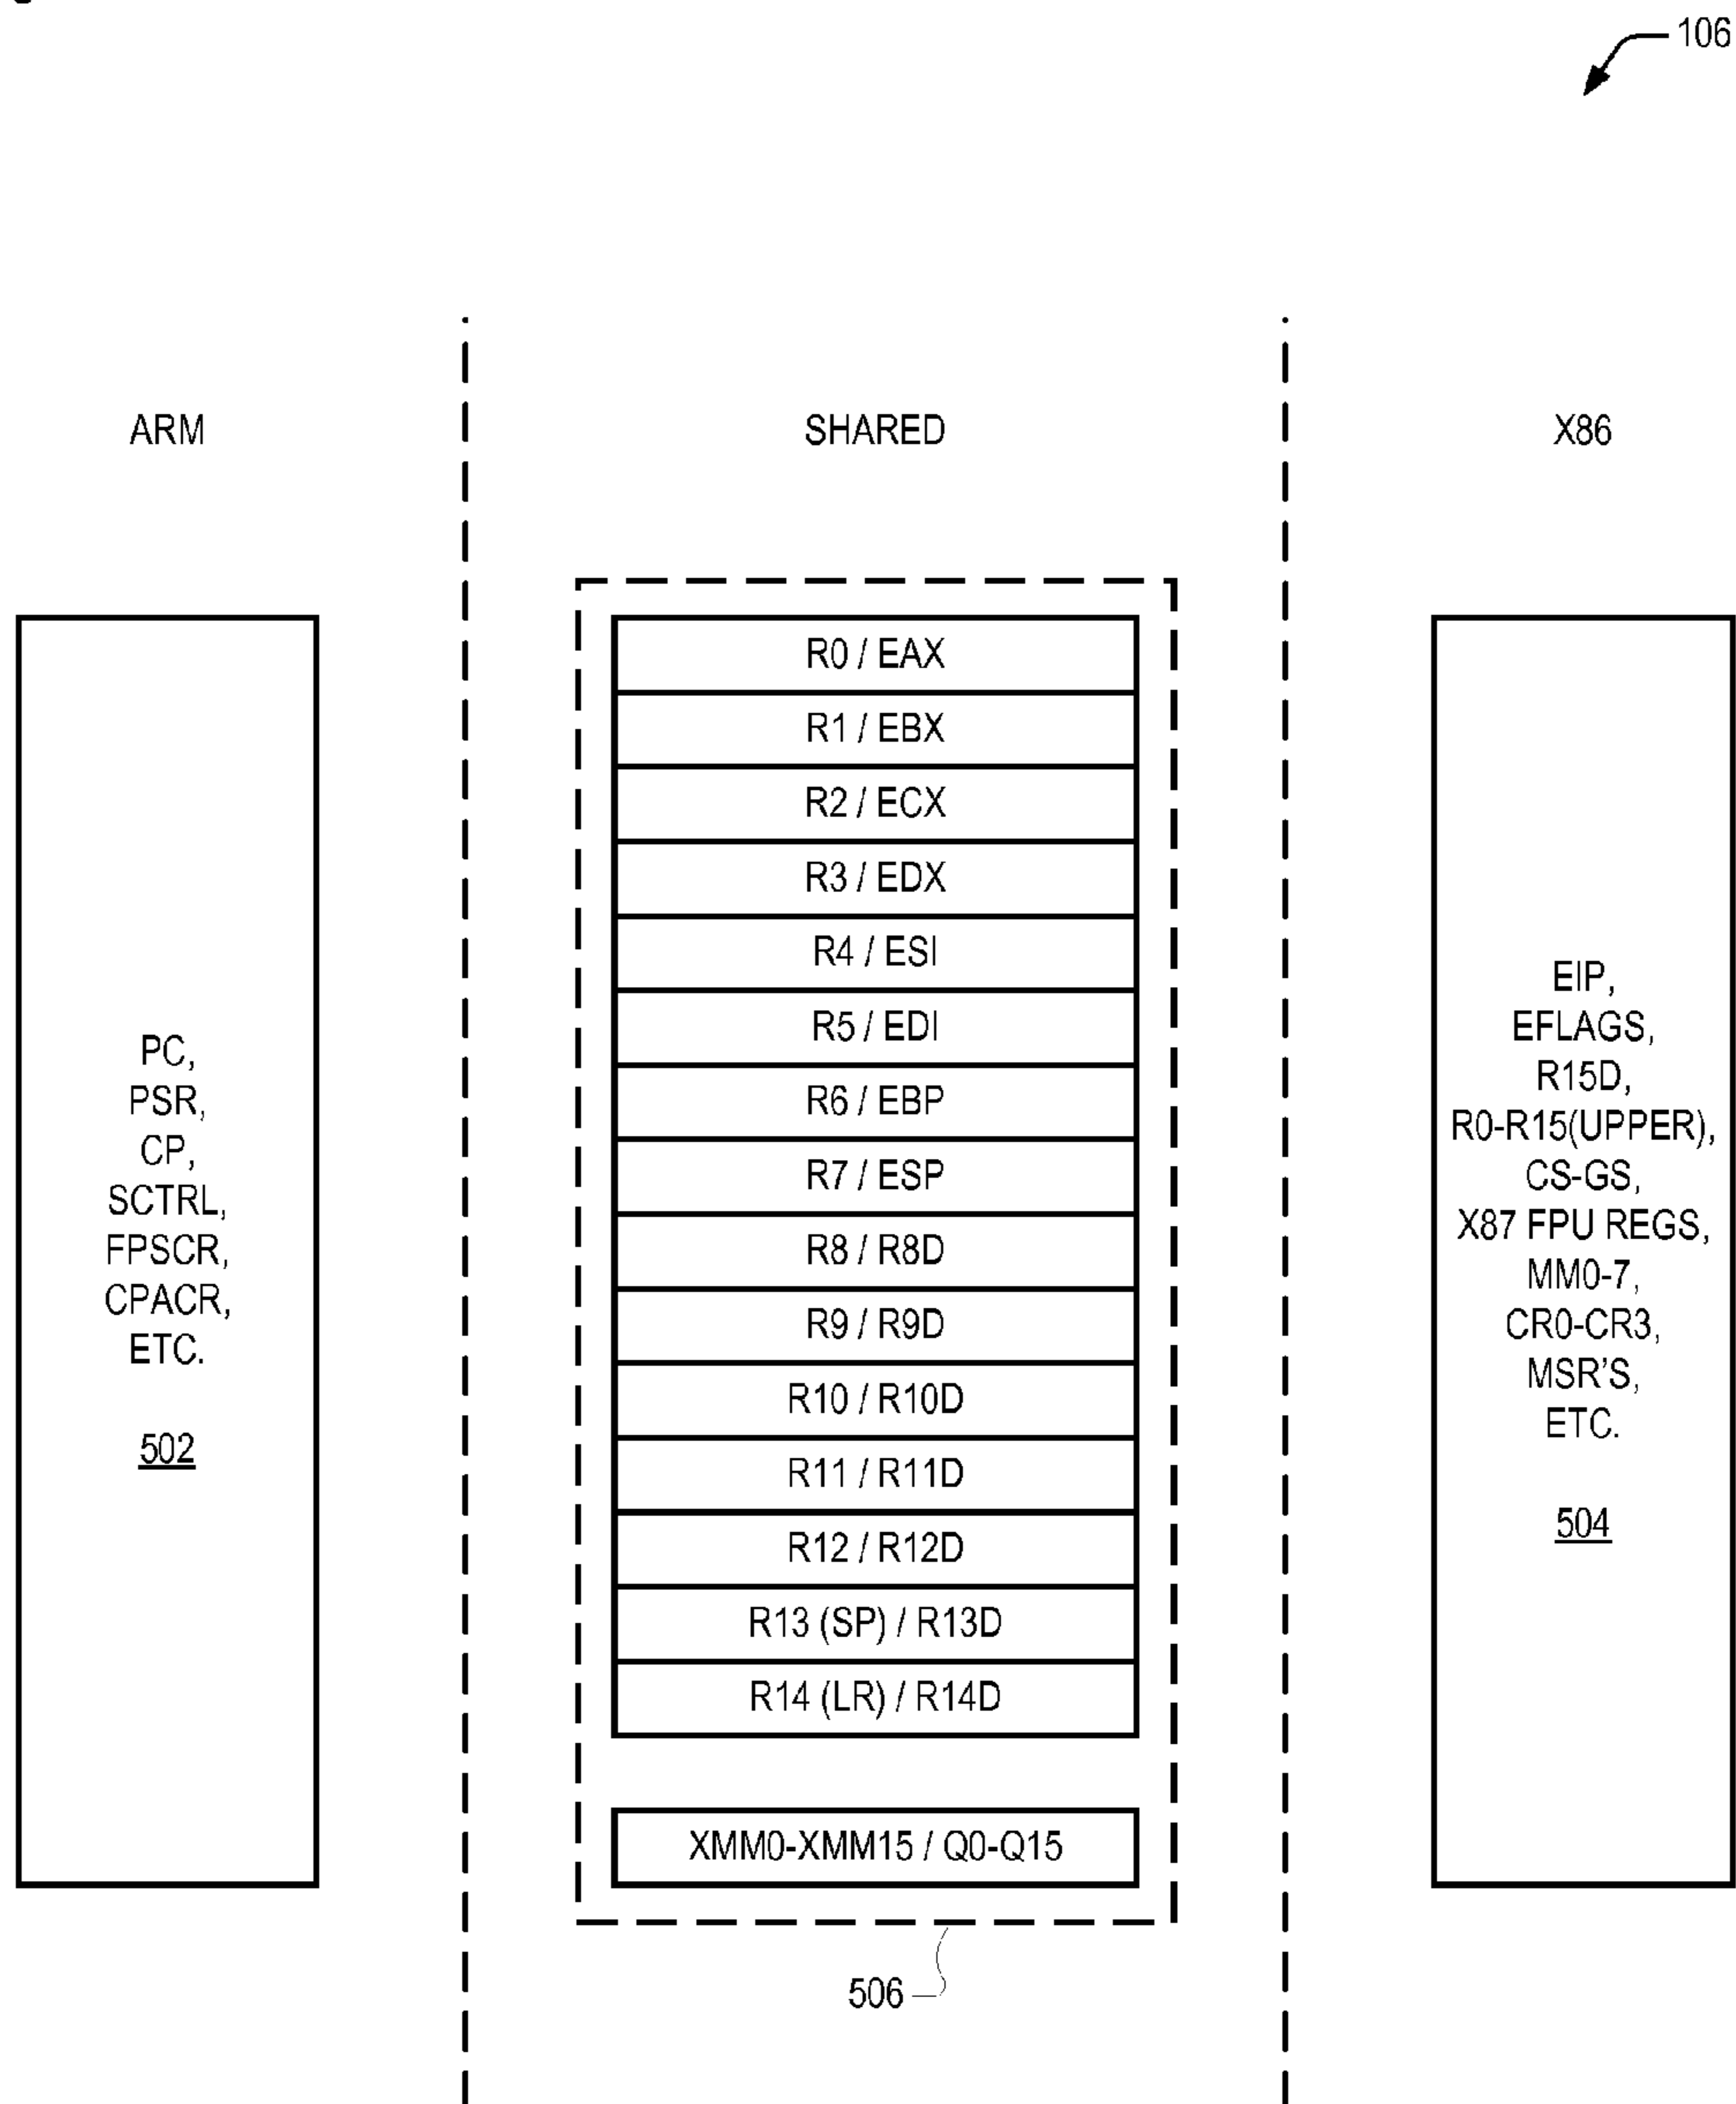 106
ARM
SHARED
X86
PC,
PSR,
CP,
SCTRL,
FPSCR,
CPACR,
ETC.
502
R0 / EAX
R1 / EBX
R2 / ECX
R3 / EDX
R4 / ESI
R5 / EDI
R6 / EBP
R7 / ESP
R8 / R8D
R9 / R9D
R10 / R10D
R11 / R11D
R12 / R12D
R13 (SP) / R13D
R14 (LR) / R14D
XMM0-XMM15 / Q0-Q15
506
EIP,
EFLAGS,
R15D,
R0-R15(UPPER),
CS-GS,
X87 FPU REGS,
MM0-7,
CR0-CR3,
MSR'S,
ETC.
504